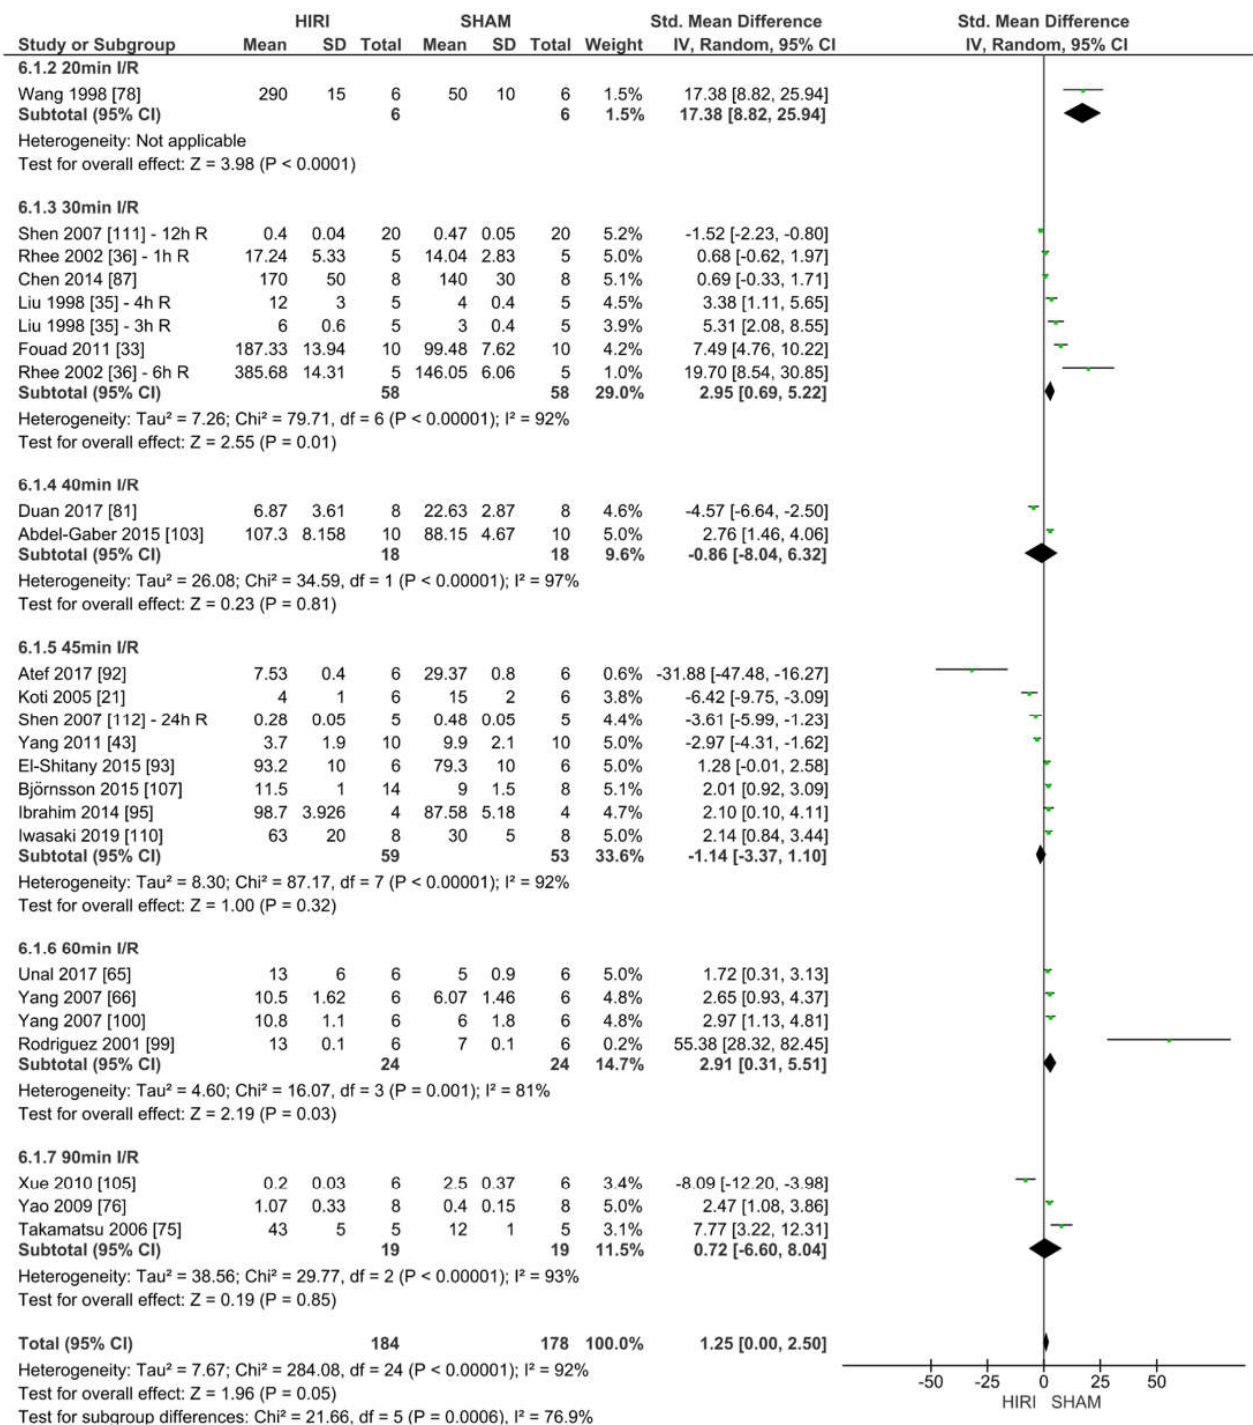 HIRI SHAM Std. Mean Difference Std. Mean Difference
Study or Subgroup Mean SD Total Mean SD Total Weight IV, Random, 95% CI IV, Random, 95% CI
6.1.2 20min I/R
Wang 1998 [78] 290 15 6 50 10 6 1.5% 17.38 [8.82, 25.94]
Subtotal (95% CI) 6 6 1.5% 17.38 [8.82, 25.94]
Heterogeneity: Not applicable
Test for overall effect: Z = 3.98 (P < 0.0001)
6.1.3 30min I/R
Shen 2007 [111] - 12h R 0.4 0.04 20 0.47 0.05 20 5.2% -1.52 [-2.23, -0.80]
Rhee 2002 [36] - 1h R 17.24 5.33 5 14.04 2.83 5 5.0% 0.68 [-0.62, 1.97]
Chen 2014 [87] 170 50 8 140 30 8 5.1% 0.69 [-0.33, 1.71]
Liu 1998 [35] - 4h R 12 3 5 4 0.4 5 4.5% 3.38 [1.11, 5.65]
Liu 1998 [35] - 3h R 6 0.6 5 3 0.4 5 3.9% 5.31 [2.08, 8.55]
Fouad 2011 [33] 187.33 13.94 10 99.48 7.62 10 4.2% 7.49 [4.76, 10.22]
Rhee 2002 [36] - 6h R 385.68 14.31 5 146.05 6.06 5 1.0% 19.70 [8.54, 30.85]
Subtotal (95% CI) 58 58 29.0% 2.95 [0.69, 5.22]
Heterogeneity: Tau² = 7.26; Chi² = 79.71, df = 6 (P < 0.00001); I² = 92%
Test for overall effect: Z = 2.55 (P = 0.01)
6.1.4 40min I/R
Duan 2017 [81] 6.87 3.61 8 22.63 2.87 8 4.6% -4.57 [-6.64, -2.50]
Abdel-Gaber 2015 [103] 107.3 8.158 10 88.15 4.67 10 5.0% 2.76 [1.46, 4.06]
Subtotal (95% CI) 18 18 9.6% -0.86 [-8.04, 6.32]
Heterogeneity: Tau² = 26.08; Chi² = 34.59, df = 1 (P < 0.00001); I² = 97%
Test for overall effect: Z = 0.23 (P = 0.81)
6.1.5 45min I/R
Atef 2017 [92] 7.53 0.4 6 29.37 0.8 6 0.6% -31.88 [-47.48, -16.27]
Koti 2005 [21] 4 1 6 15 2 6 3.8% -6.42 [-9.75, -3.09]
Shen 2007 [112] - 24h R 0.28 0.05 5 0.48 0.05 5 4.4% -3.61 [-5.99, -1.23]
Yang 2011 [43] 3.7 1.9 10 9.9 2.1 10 5.0% -2.97 [-4.31, -1.62]
El-Shitany 2015 [93] 93.2 10 6 79.3 10 6 5.0% 1.28 [-0.01, 2.58]
Björnsson 2015 [107] 11.5 1 14 9 1.5 8 5.1% 2.01 [0.92, 3.09]
Ibrahim 2014 [95] 98.7 3.926 4 87.58 5.18 4 4.7% 2.10 [0.10, 4.11]
Iwasaki 2019 [110] 63 20 8 30 5 8 5.0% 2.14 [0.84, 3.44]
Subtotal (95% CI) 59 53 33.6% -1.14 [-3.37, 1.10]
Heterogeneity: Tau² = 8.30; Chi² = 87.17, df = 7 (P < 0.00001); I² = 92%
Test for overall effect: Z = 1.00 (P = 0.32)
6.1.6 60min I/R
Unal 2017 [65] 13 6 6 5 0.9 6 5.0% 1.72 [0.31, 3.13]
Yang 2007 [66] 10.5 1.62 6 6.07 1.46 6 4.8% 2.65 [0.93, 4.37]
Yang 2007 [100] 10.8 1.1 6 6 1.8 6 4.8% 2.97 [1.13, 4.81]
Rodriguez 2001 [99] 13 0.1 6 7 0.1 6 0.2% 55.38 [28.32, 82.45]
Subtotal (95% CI) 24 24 14.7% 2.91 [0.31, 5.51]
Heterogeneity: Tau² = 4.60; Chi² = 16.07, df = 3 (P = 0.001); I² = 81%
Test for overall effect: Z = 2.19 (P = 0.03)
6.1.7 90min I/R
Xue 2010 [105] 0.2 0.03 6 2.5 0.37 6 3.4% -8.09 [-12.20, -3.98]
Yao 2009 [76] 1.07 0.33 8 0.4 0.15 8 5.0% 2.47 [1.08, 3.86]
Takamatsu 2006 [75] 43 5 5 12 1 5 3.1% 7.77 [3.22, 12.31]
Subtotal (95% CI) 19 19 11.5% 0.72 [-6.60, 8.04]
Heterogeneity: Tau² = 38.56; Chi² = 29.77, df = 2 (P < 0.00001); I² = 93%
Test for overall effect: Z = 0.19 (P = 0.85)
Total (95% CI) 184 178 100.0% 1.25 [0.00, 2.50]
Heterogeneity: Tau² = 7.67; Chi² = 284.08, df = 24 (P < 0.00001); I² = 92%
Test for overall effect: Z = 1.96 (P = 0.05)
Test for subgroup differences: Chi² = 21.66, df = 5 (P = 0.0006), I² = 76.9%
-50 -25 0 25 50
HIRI SHAM